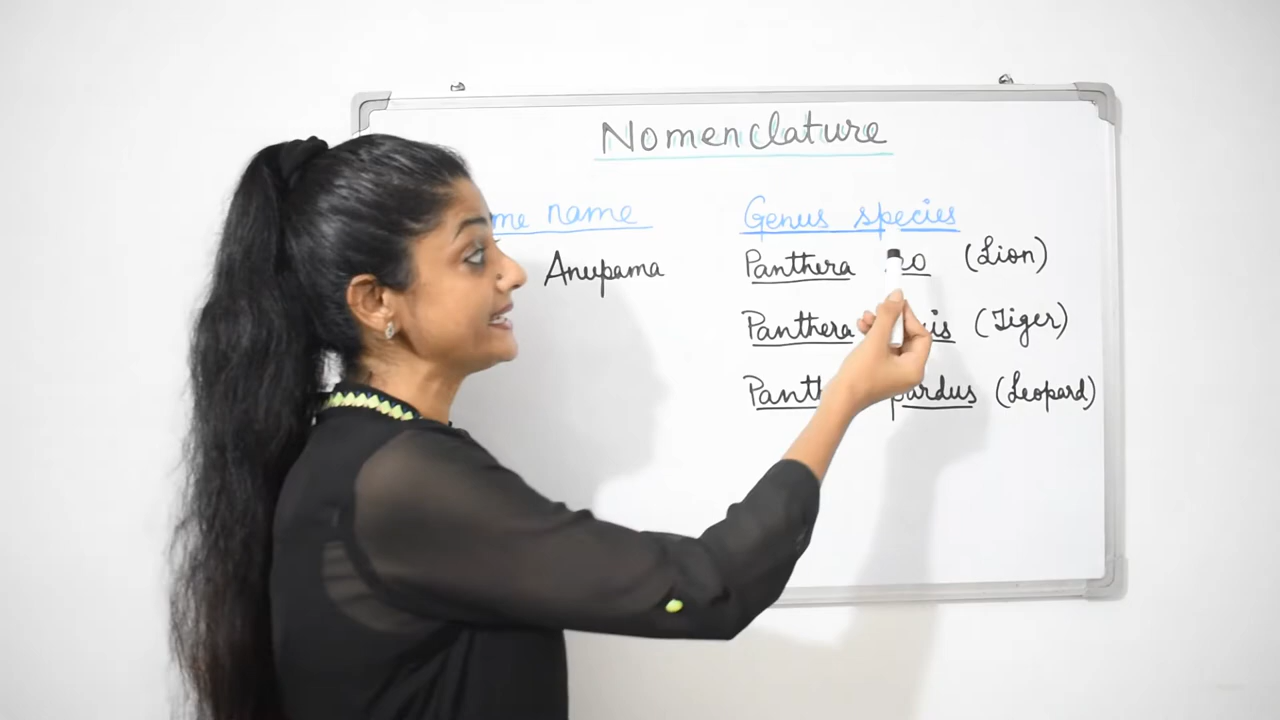 Nomenclature
name Genus species
Anupama Panthera (Lion)
Panthera (Tiger)
pardus (Leopard)